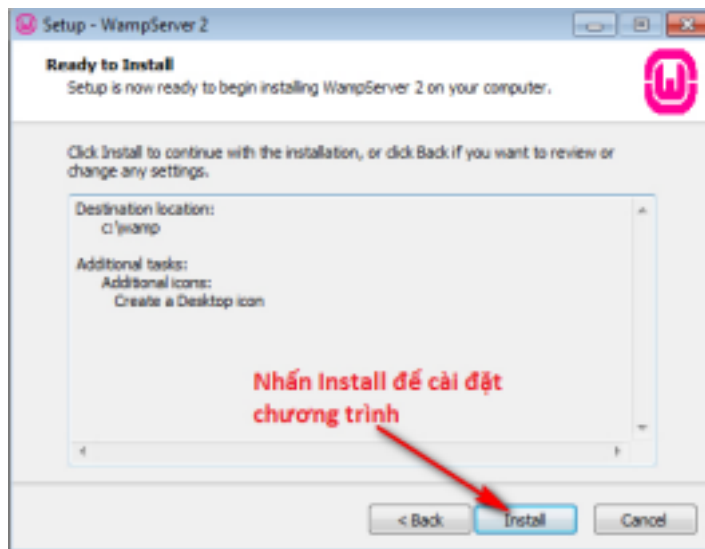 Setup - WampServer 2
Ready to Install
Setup is now ready to begin installing WampServer 2 on your computer.
Click Install to continue with the installation, or click Back if you want to review or
change any settings.
Destination location:
c:\wamp
Additional tasks:
Additional icons:
Create a Desktop icon
Nhấn Install để cài đặt
chương trình
< Back Install Cancel